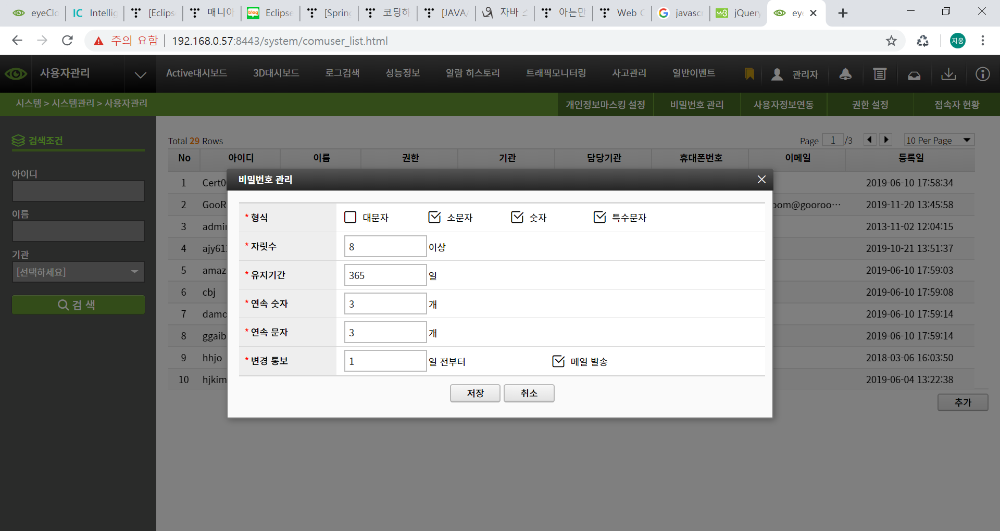 eyeClo
IC Intellig
[Eclips
매니아
blog Eclipse
[Spring
코딩하
[JAVA/
자바 스
아는만
Web C
javascr
w3 jQuery
ey
주의 요함 192.168.0.57:8443/system/comuser_list.html
지웅
사용자관리 Active대시보드 3D대시보드 로그검색 성능정보 알람 히스토리 트래픽모니터링 사고관리 일반이벤트 관리자
시스템 > 시스템관리 > 사용자관리 개인정보마스킹 설정 비밀번호 관리 사용자정보연동 권한 설정 접속자 현황
검색조건
아이디
이름
기관
[선택하세요]
검 색
Total 29 Rows Page 1 /3 10 Per Page
No 아이디 이름 권한 기관 담당기관 휴대폰번호 이메일 등록일
1 Cert0 2019-06-10 17:58:34
2 GooR oom@gooroo··· 2019-11-20 13:45:58
3 admin 2013-11-02 12:04:15
4 ajy61 2019-10-21 13:51:37
5 amaz 2019-06-10 17:59:03
6 cbj 2019-06-10 17:59:08
7 damo 2019-06-10 17:59:14
8 ggaib 2019-06-10 17:59:14
9 hhjo 2018-03-06 16:03:50
10 hjkim 2019-06-04 13:22:38
추가
비밀번호 관리
* 형식 대문자 소문자 숫자 특수문자
* 자릿수 8 이상
* 유지기간 365 일
* 연속 숫자 3 개
* 연속 문자 3 개
* 변경 통보 1 일 전부터 메일 발송
저장 취소